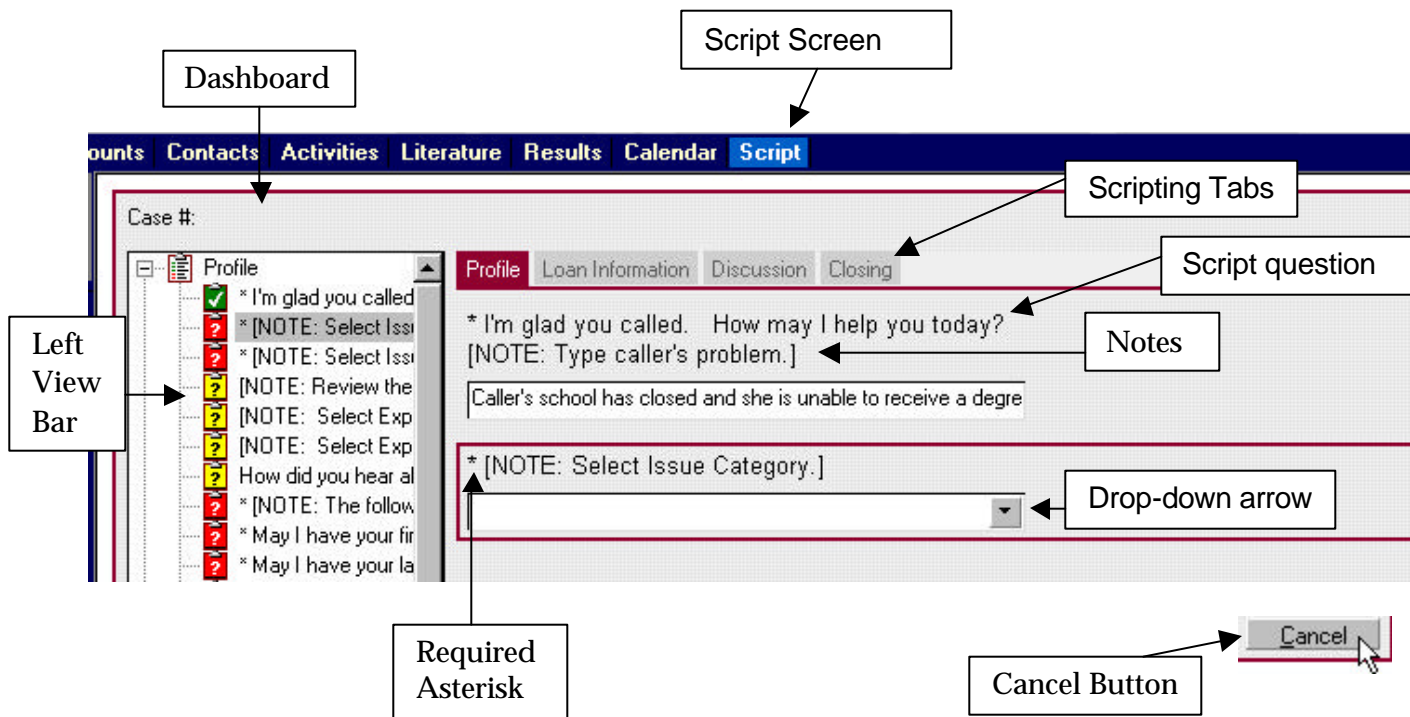 Script Screen
Dashboard
ounts Contacts Activities Literature Results Calendar Script
Scripting Tabs
Case #:
Profile
* I'm glad you called
* [NOTE: Select Iss
* [NOTE: Select Iss
[NOTE: Review the
[NOTE: Select Exp
[NOTE: Select Exp
How did you hear al
* [NOTE: The follow
* May I have your fir
* May I have your la
Profile Loan Information Discussion Closing
Script question
* I'm glad you called. How may I help you today?
[NOTE: Type caller's problem.]
Notes
Caller's school has closed and she is unable to receive a degre
Left
View
Bar
* [NOTE: Select Issue Category.]
Drop-down arrow
Required
Asterisk
Cancel
Cancel Button